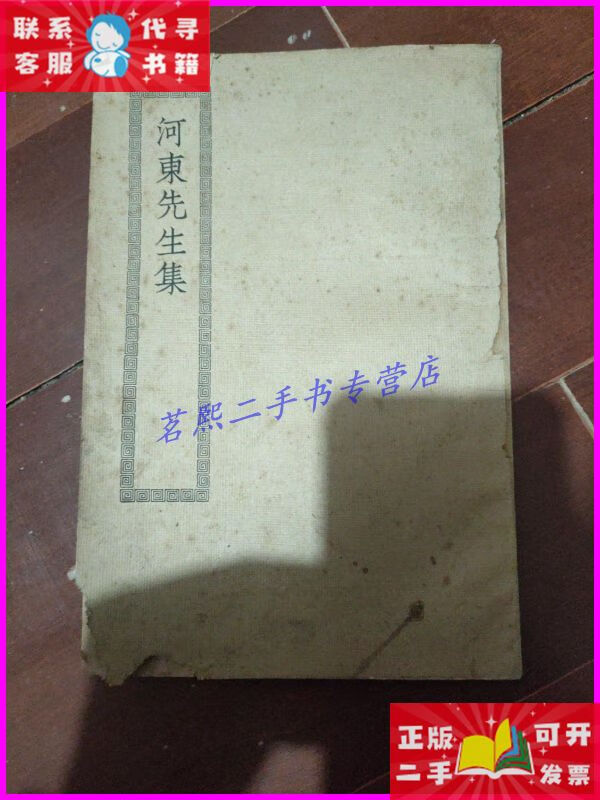 联系 代寻
客服 书籍
河東先生集
茗熙二手书专营店
正版 可开
二手 发票